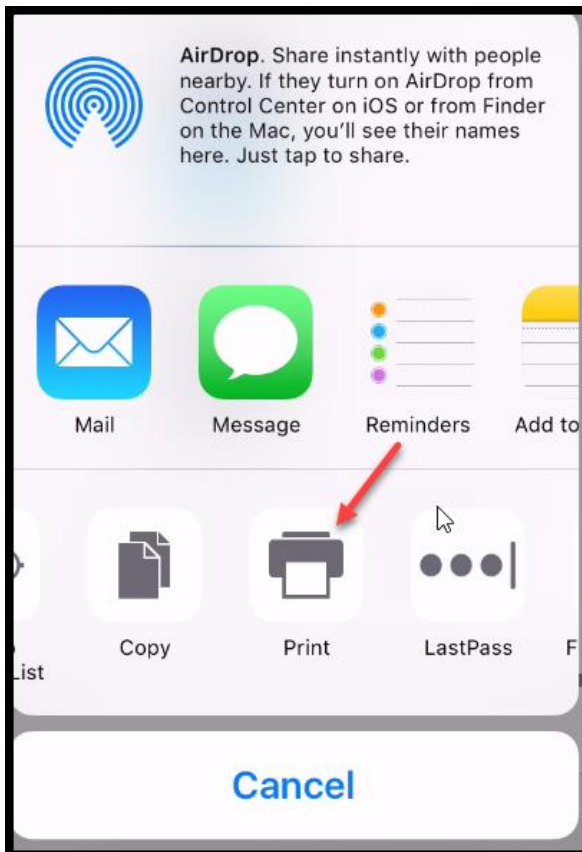 AirDrop. Share instantly with people
nearby. If they turn on AirDrop from
Control Center on iOS or from Finder
on the Mac, you’ll see their names
here. Just tap to share.
Mail Message Reminders Add to
Copy Print LastPass F
List
Cancel